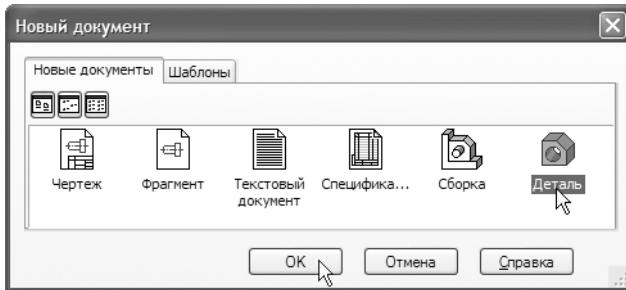 Новый документ
Новые документы Шаблоны
Чертеж Фрагмент Текстовый документ Специфика... Сборка Деталь
OK Отмена Справка